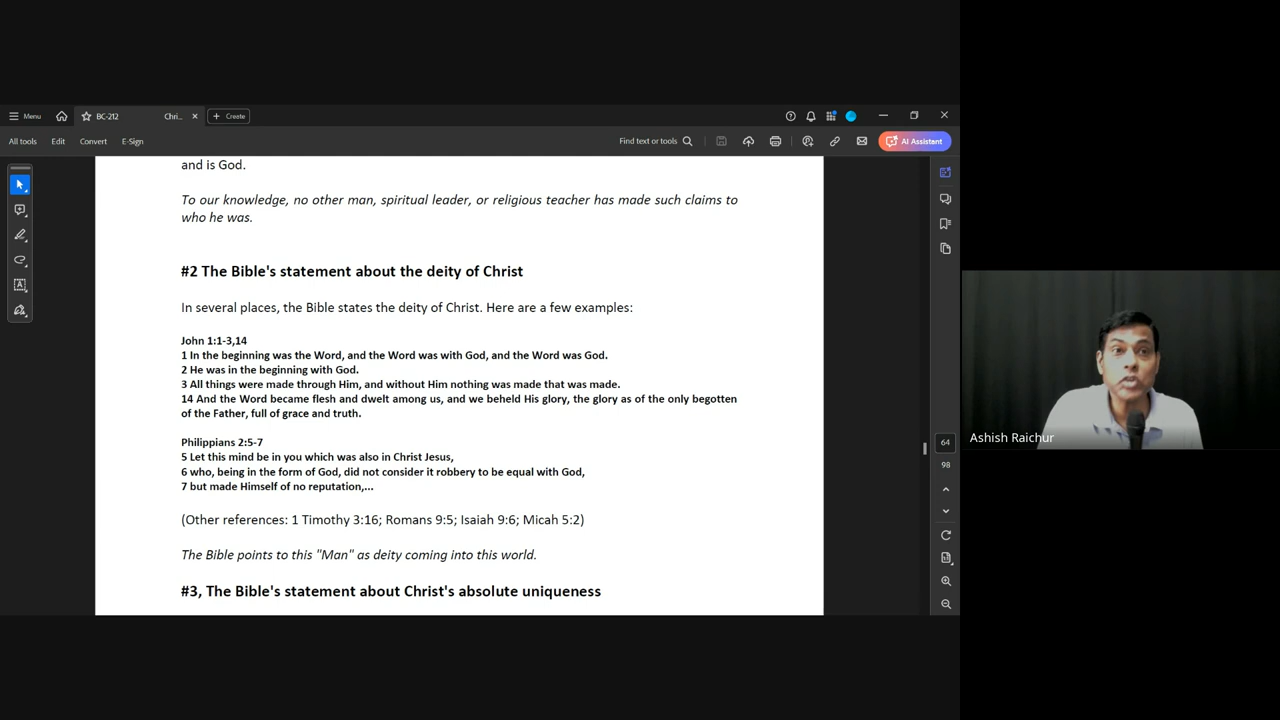 Menu
BC-212
Chri...
Create
All tools
Edit
Convert
E-Sign
Find text or tools
AI Assistant
and is God.
To our knowledge, no other man, spiritual leader, or religious teacher has made such claims to
who he was.
#2 The Bible's statement about the deity of Christ
In several places, the Bible states the deity of Christ. Here are a few examples:
John 1:1-3,14
1 In the beginning was the Word, and the Word was with God, and the Word was God.
2 He was in the beginning with God.
3 All things were made through Him, and without Him nothing was made that was made.
14 And the Word became flesh and dwelt among us, and we beheld His glory, the glory as of the only begotten
of the Father, full of grace and truth.
Philippians 2:5-7
5 Let this mind be in you which was also in Christ Jesus,
6 who, being in the form of God, did not consider it robbery to be equal with God,
7 but made Himself of no reputation,...
(Other references: 1 Timothy 3:16; Romans 9:5; Isaiah 9:6; Micah 5:2)
The Bible points to this "Man" as deity coming into this world.
#3, The Bible's statement about Christ's absolute uniqueness
64
98
Ashish Raichur